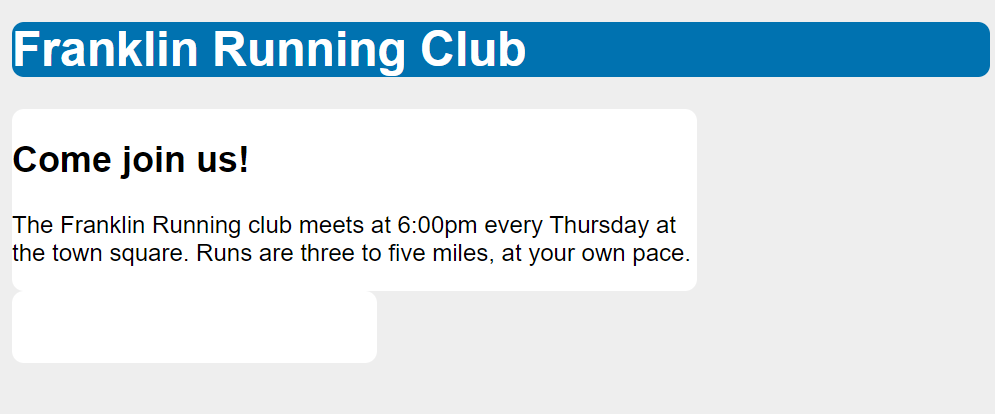 Franklin Running Club
Come join us!
The Franklin Running club meets at 6:00pm every Thursday at
the town square. Runs are three to five miles, at your own pace.